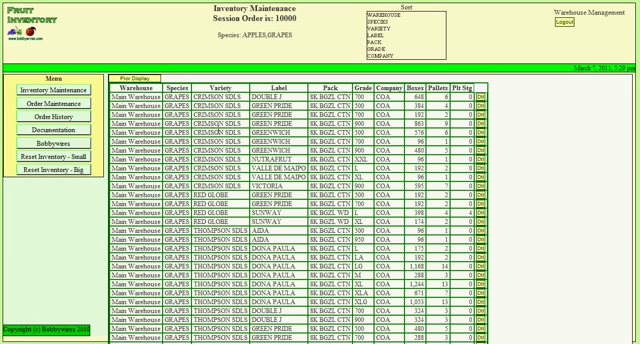 FRUIT
INVENTORY
www.bobbywires.com
Inventory Maintenance
Session Order is: 10000
Species: APPLES,GRAPES
Sort
WAREHOUSE
SPECIES
VARIETY
LABEL
PACK
GRADE
COMPANY
Warehouse Management
Logout
March 7, 2011, 5:29 pm
Menu
Inventory Maintenance
Order Maintenance
Order History
Documentation
Bobbywires
Reset Inventory - Small
Reset Inventory - Big
Copyright (c) Bobbywires 2010
Prior Display
Warehouse Species Variety Label Pack Grade Company Boxes Pallets Plt Stg
Main Warehouse GRAPES CRIMSON SDLS DOUBLE J 8K BGZL CTN 700 COA 648 6 0 Dtl
Main Warehouse GRAPES CRIMSON SDLS GREEN PRIDE 8K BGZL CTN 500 COA 384 4 0 Dtl
Main Warehouse GRAPES CRIMSON SDLS GREEN PRIDE 8K BGZL CTN 700 COA 192 2 0 Dtl
Main Warehouse GRAPES CRIMSON SDLS GREEN PRIDE 8K BGZL CTN 900 COA 863 9 0 Dtl
Main Warehouse GRAPES CRIMSON SDLS GREENWICH 8K BGZL CTN 500 COA 576 6 0 Dtl
Main Warehouse GRAPES CRIMSON SDLS GREENWICH 8K BGZL CTN 700 COA 96 1 0 Dtl
Main Warehouse GRAPES CRIMSON SDLS GREENWICH 8K BGZL CTN 900 COA 480 5 0 Dtl
Main Warehouse GRAPES CRIMSON SDLS NUTRAFRUT 8K BGZL CTN XXL COA 96 1 0 Dtl
Main Warehouse GRAPES CRIMSON SDLS VALLE DE MAIPO 8K BGZL CTN L COA 192 2 0 Dtl
Main Warehouse GRAPES CRIMSON SDLS VALLE DE MAIPO 8K BGZL CTN XL COA 96 1 0 Dtl
Main Warehouse GRAPES CRIMSON SDLS VICTORIA 8K BGZL CTN 900 COA 595 7 0 Dtl
Main Warehouse GRAPES RED GLOBE GREEN PRIDE 8K BGZL CTN 500 COA 192 2 0 Dtl
Main Warehouse GRAPES RED GLOBE GREEN PRIDE 8K BGZL CTN 700 COA 192 2 0 Dtl
Main Warehouse GRAPES RED GLOBE SUNWAY 8K BGZL WD L COA 398 4 4 Dtl
Main Warehouse GRAPES RED GLOBE SUNWAY 8K BGZL WD XL COA 174 2 0 Dtl
Main Warehouse GRAPES THOMPSON SDLS AIDA 8K BGZL CTN 500 COA 96 1 0 Dtl
Main Warehouse GRAPES THOMPSON SDLS AIDA 8K BGZL CTN 950 COA 96 1 0 Dtl
Main Warehouse GRAPES THOMPSON SDLS DONA PAULA 8K BGZL CTN L COA 175 2 0 Dtl
Main Warehouse GRAPES THOMPSON SDLS DONA PAULA 8K BGZL CTN LA COA 192 2 0 Dtl
Main Warehouse GRAPES THOMPSON SDLS DONA PAULA 8K BGZL CTN LG COA 1,168 14 0 Dtl
Main Warehouse GRAPES THOMPSON SDLS DONA PAULA 8K BGZL CTN M COA 288 3 0 Dtl
Main Warehouse GRAPES THOMPSON SDLS DONA PAULA 8K BGZL CTN XL COA 1,244 13 0 Dtl
Main Warehouse GRAPES THOMPSON SDLS DONA PAULA 8K BGZL CTN XLA COA 671 7 0 Dtl
Main Warehouse GRAPES THOMPSON SDLS DONA PAULA 8K BGZL CTN XLG COA 1,053 13 0 Dtl
Main Warehouse GRAPES THOMPSON SDLS DOUBLE J 8K BGZL CTN 700 COA 324 3 0 Dtl
Main Warehouse GRAPES THOMPSON SDLS DOUBLE J 8K BGZL CTN 900 COA 324 3 0 Dtl
Main Warehouse GRAPES THOMPSON SDLS GREEN PRIDE 8K BGZL CTN 500 COA 480 5 0 Dtl
Main Warehouse GRAPES THOMPSON SDLS GREEN PRIDE 8K BGZL CTN 700 COA 288 3 0 Dtl